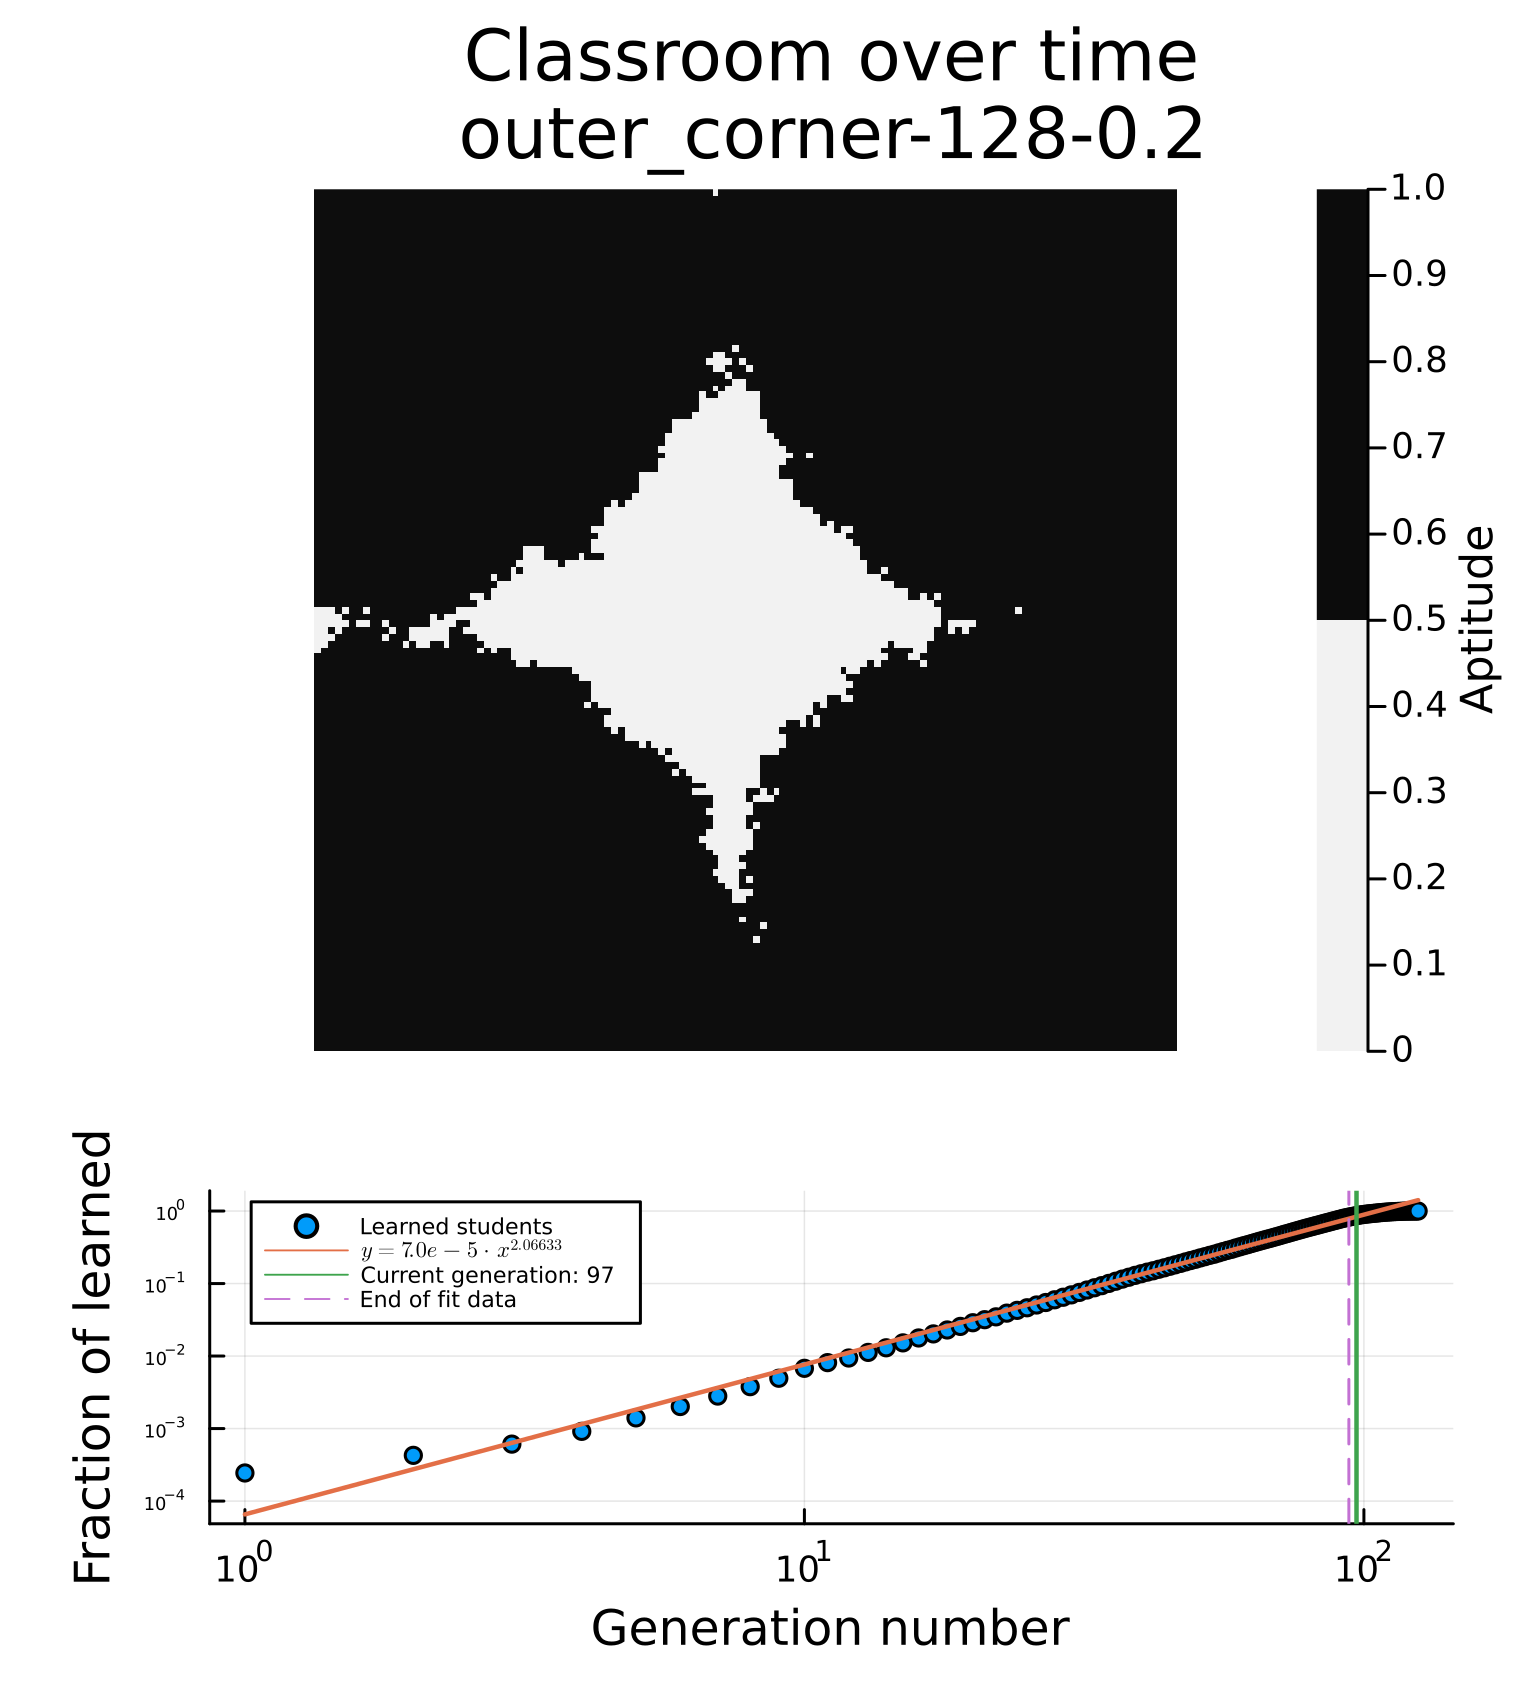 Classroom over time
outer_corner-128-0.2
1.0
0.9
0.8
0.7
0.6
0.5
0.4
0.3
0.2
0.1
0
Aptitude
Fraction of learned
10^0
10^-1
10^-2
10^-3
10^-4
Learned students
y = 7.0e − 5 · x^2.06633
Current generation: 97
End of fit data
10^0
10^1
10^2
Generation number